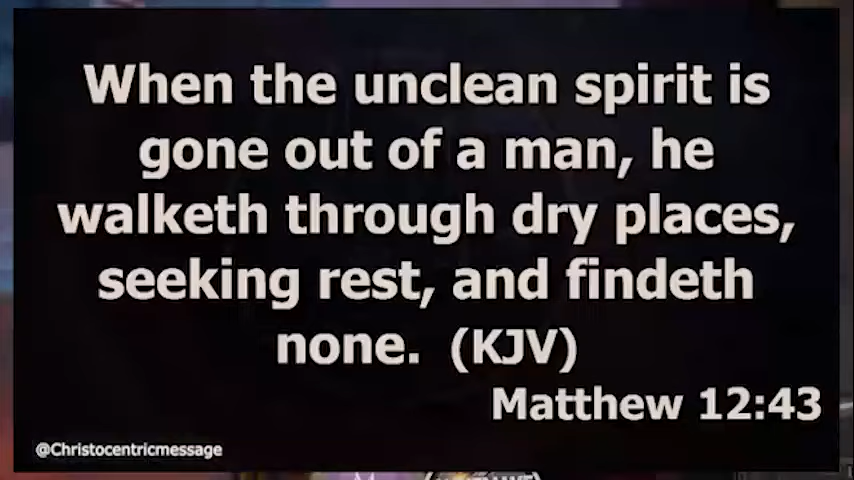 When the unclean spirit is
gone out of a man, he
walketh through dry places,
seeking rest, and findeth
none. (KJV)
Matthew 12:43
@Christocentricmessage